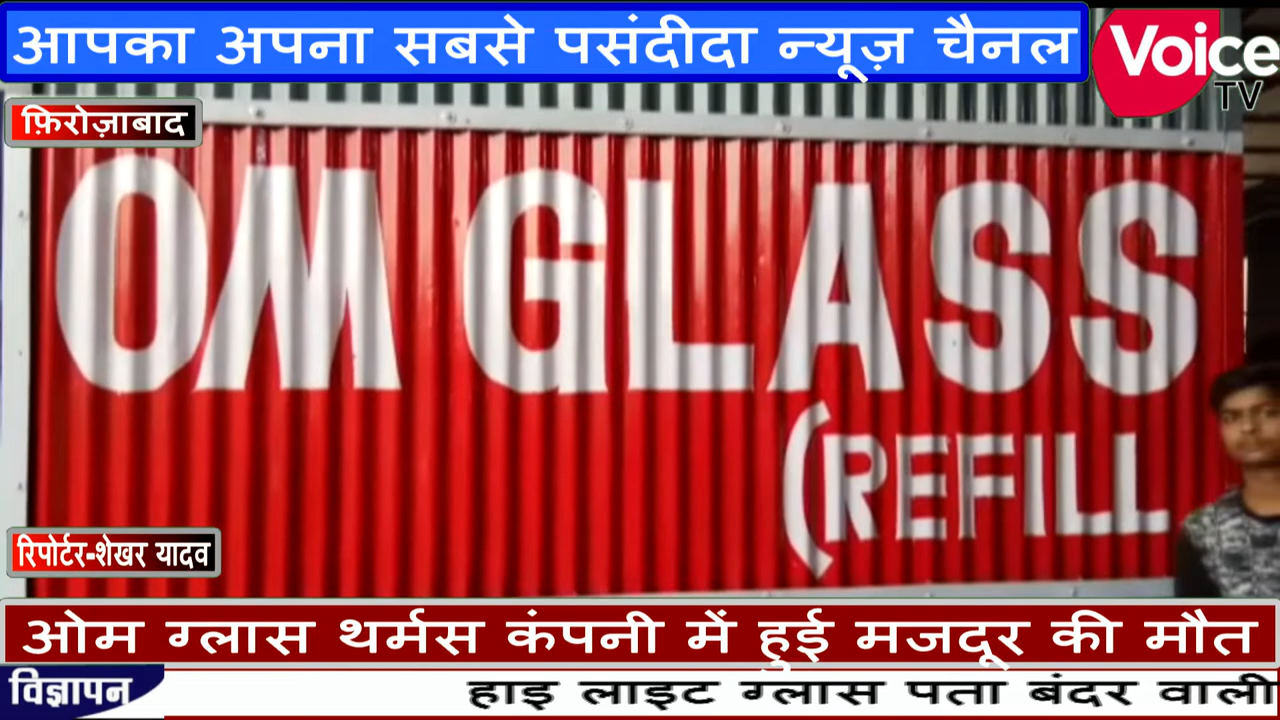 आपका अपना सबसे पसंदीदा न्यूज़ चैनल
Voice
TV
फ़िरोज़ाबाद
OM GLASS
(REFILL
रिपोर्टर-शेखर यादव
ओम ग्लास थर्मस कंपनी में हुई मजदूर की मौत
विज्ञापन
हाइ लाइट ग्लास पता बंदर वाली